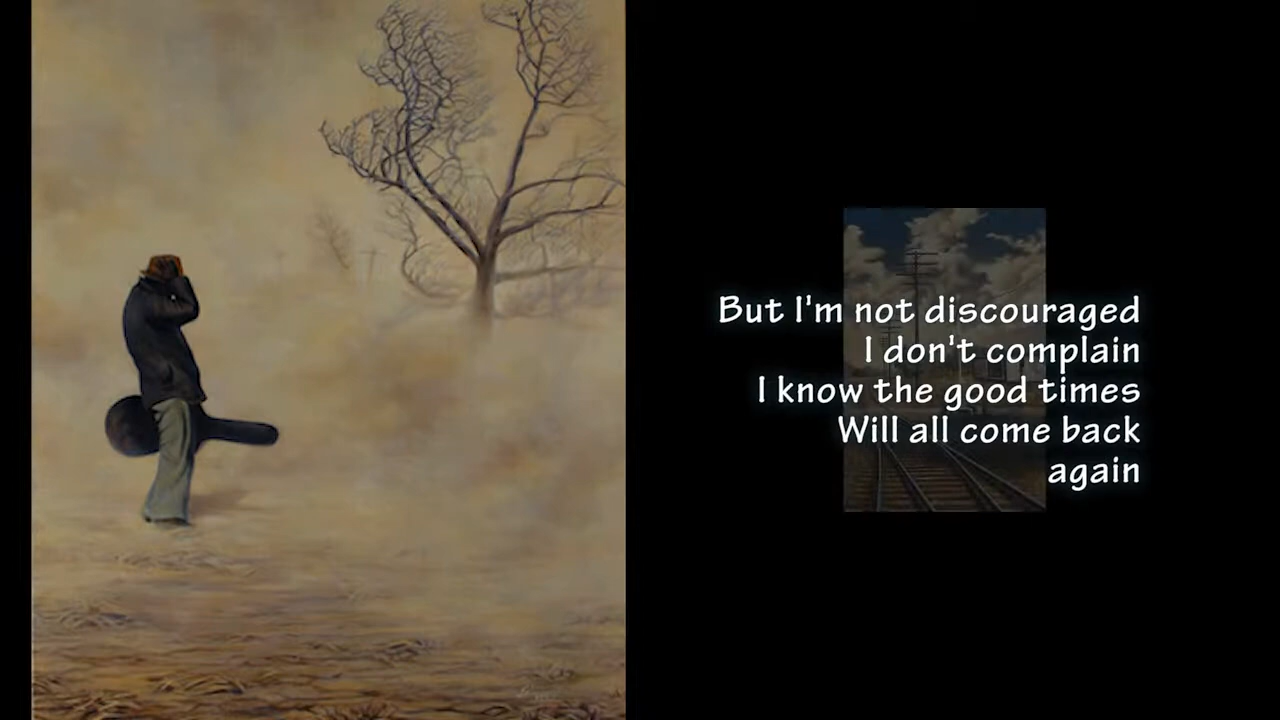 But I'm not discouraged
I don't complain
I know the good times
Will all come back
again